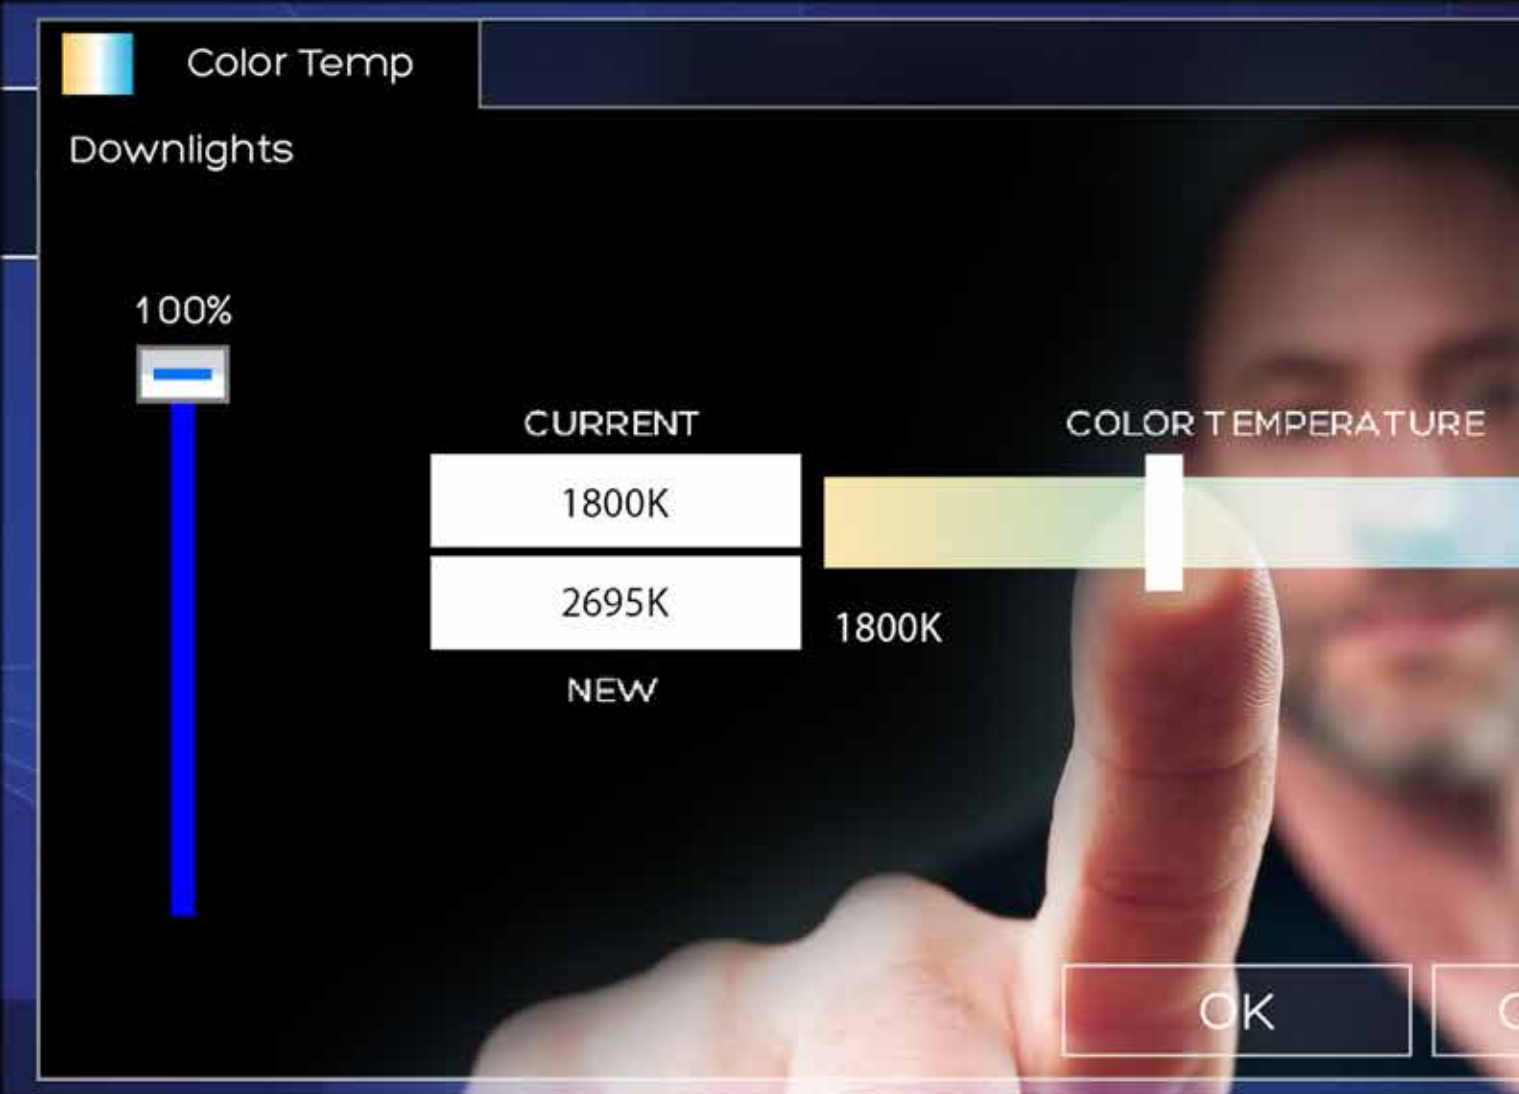 Color Temp
Downlights
100%
CURRENT
COLOR TEMPERATURE
1800K
2695K
1800K
NEW
OK